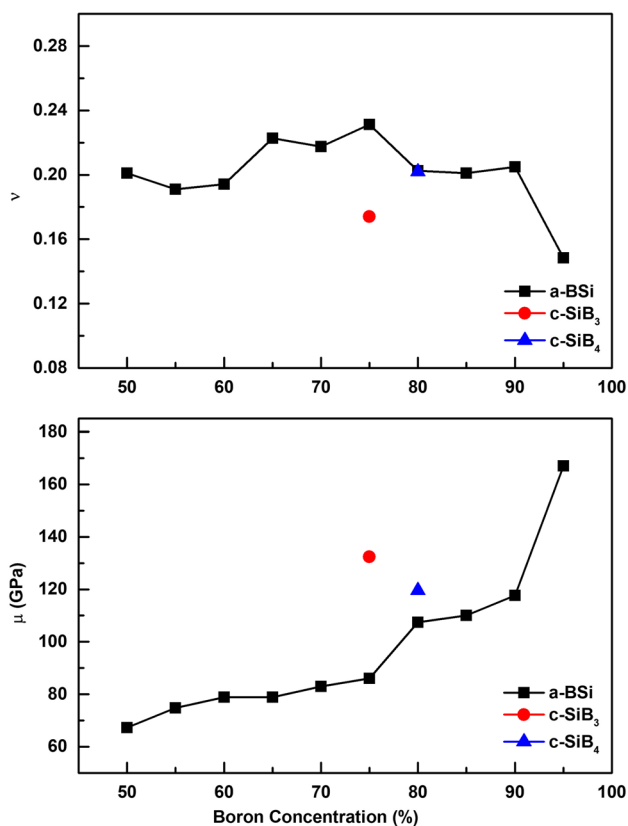 0.28
0.24
0.20
0.16
0.12
0.08
ν
a-BSi
c-SiB₃
c-SiB₄
50 60 70 80 90 100
180
160
140
120
100
80
60
μ (GPa)
a-BSi
c-SiB₃
c-SiB₄
50 60 70 80 90 100
Boron Concentration (%)